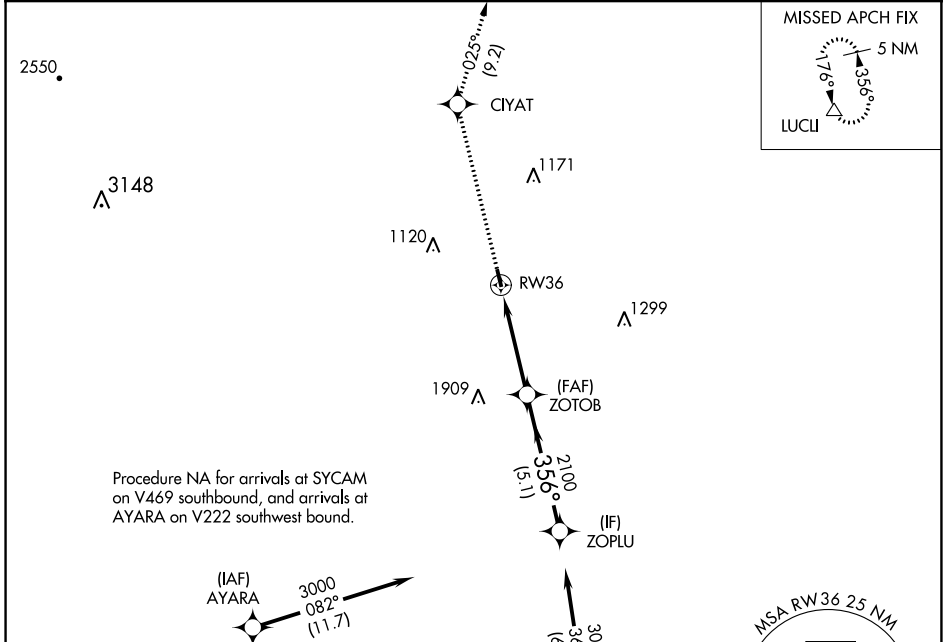 MISSED APCH FIX
5 NM
176°
356°
LUCLI
025°
(9.2)
2550
CIYAT
1171
3148
1120
RW36
1299
1909
(FAF)
ZOTOB
2100
356°
(5.1)
Procedure NA for arrivals at SYCAM
on V469 southbound, and arrivals at
AYARA on V222 southwest bound.
(IF)
ZOPLU
(IAF)
AYARA
3000
082°
(11.7)
MSA RW36 25 NM